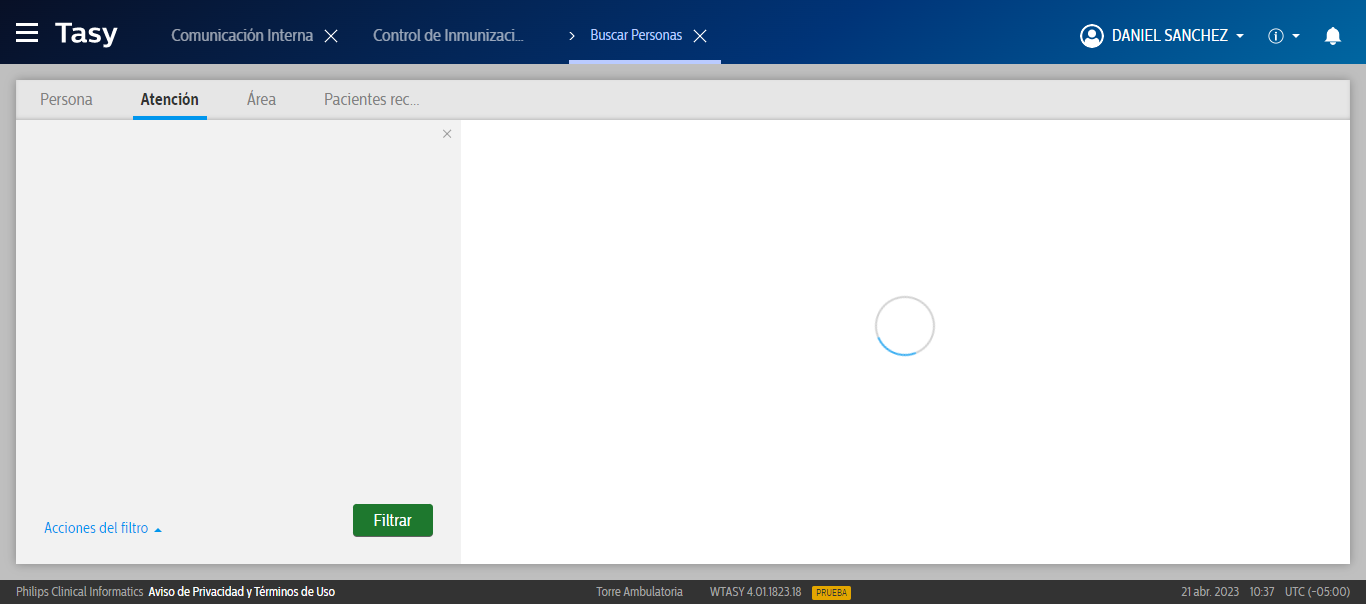 Tasy Comunicación Interna Control de Inmunizaci... Buscar Personas DANIEL SANCHEZ
Persona Atención Área Pacientes rec...
Acciones del filtro Filtrar
Philips Clinical Informatics Aviso de Privacidad y Términos de Uso Torre Ambulatoria WTASY 4.01.1823.18 PRUEBA 21 abr. 2023 10:37 UTC (-05:00)